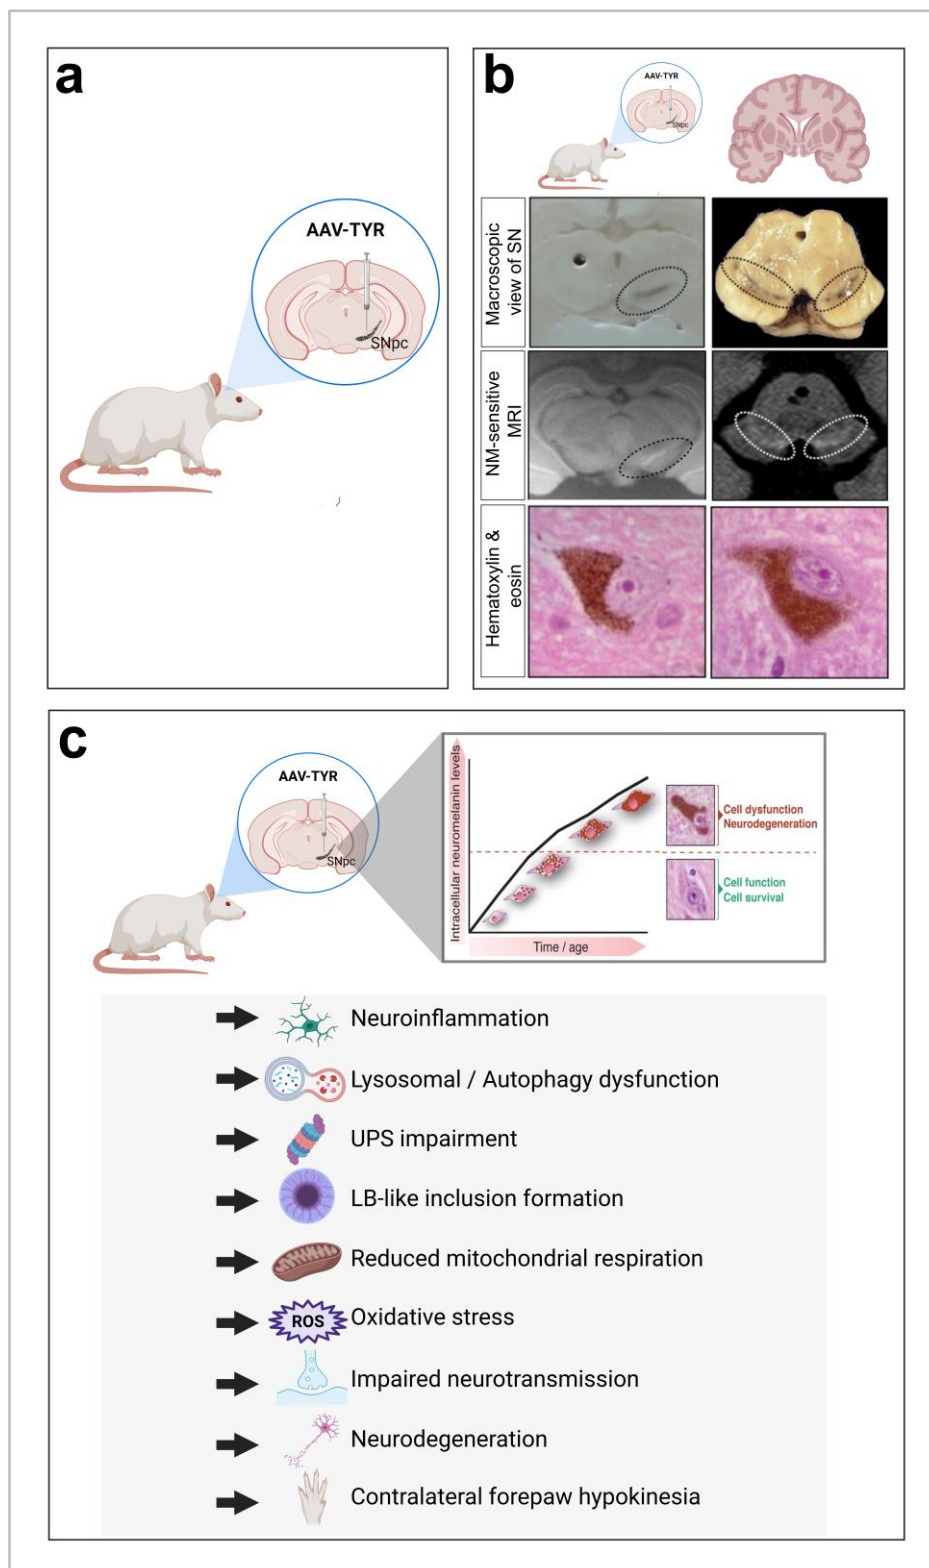 a
AAV-TYR
SNpc
b
AAV-TYR
SNpc
Macroscopic
view of SN
NM-sensitive
MRI
Hematoxylin &
eosin
c
AAV-TYR
SNpc
Intracellular neuromelanin levels
Time / age
Cell dysfunction
Neurodegeneration
Cell function
Cell survival
Neuroinflammation
Lysosomal / Autophagy dysfunction
UPS impairment
LB-like inclusion formation
Reduced mitochondrial respiration
ROS
Oxidative stress
Impaired neurotransmission
Neurodegeneration
Contralateral forepaw hypokinesia